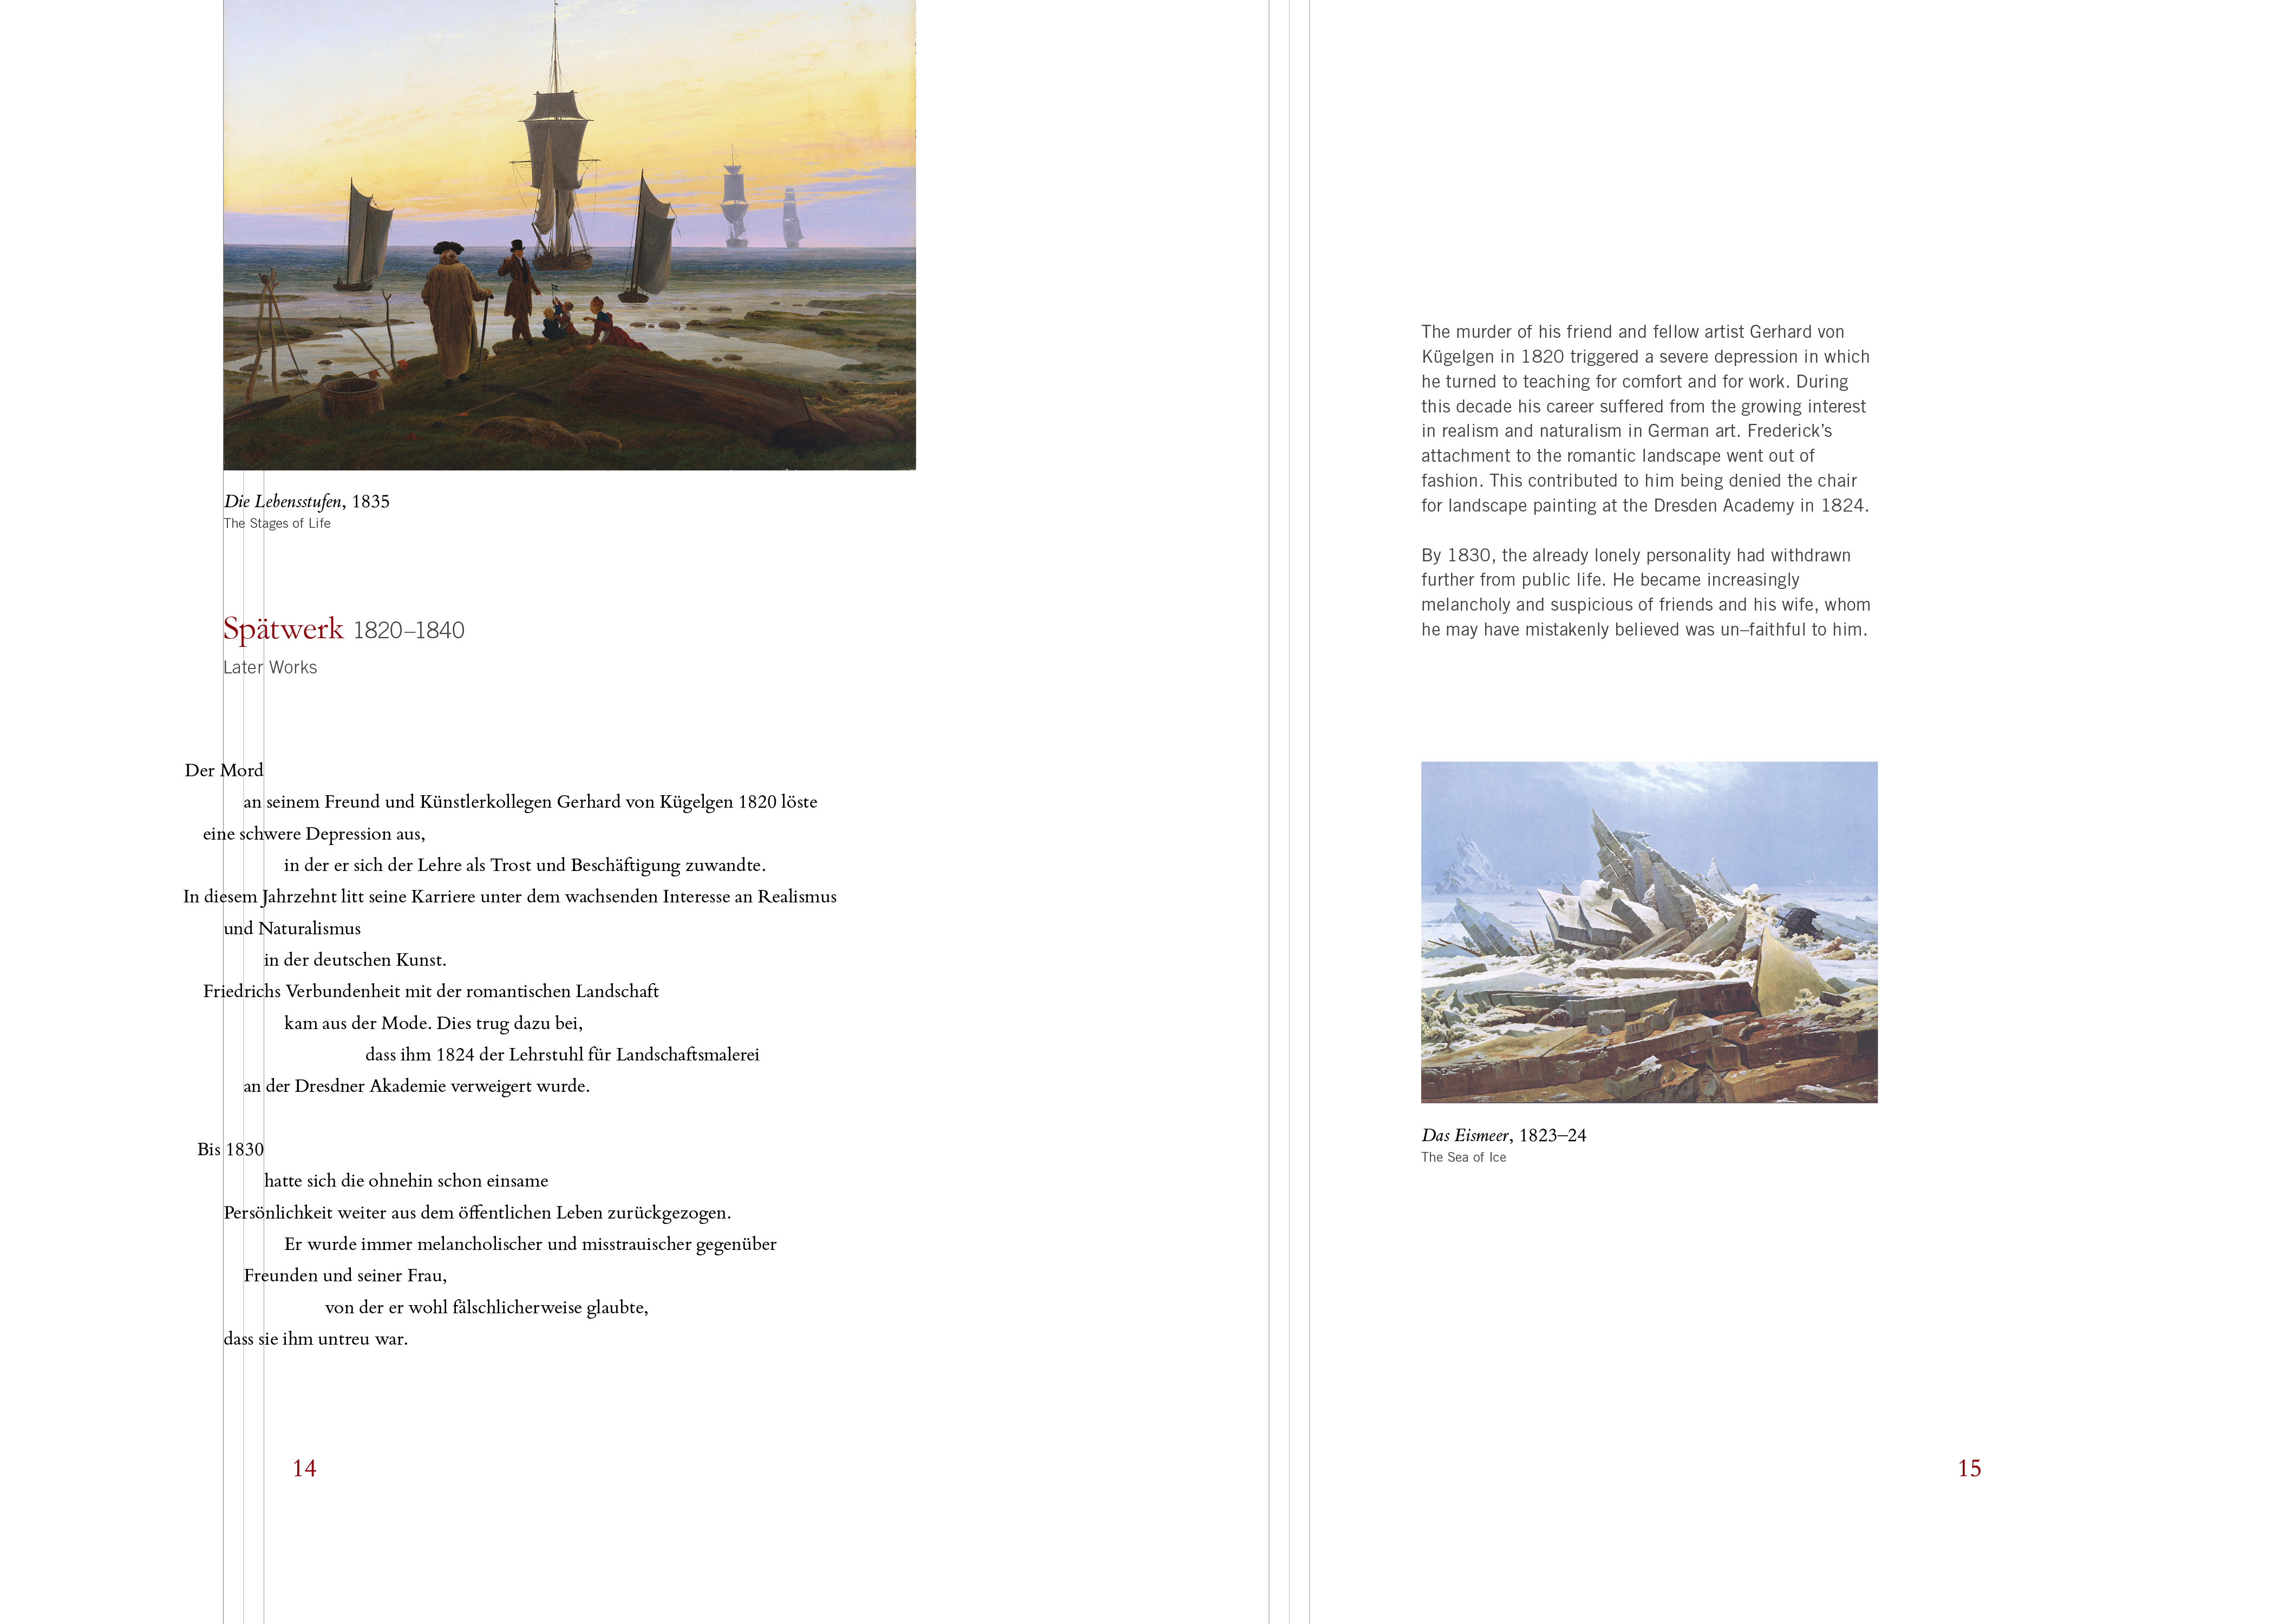 Die Lebensstufen, 1835
The Stages of Life
Spätwerk 1820–1840
Later Works
Der Mord
an seinem Freund und Künstlerkollegen Gerhard von Kügelgen 1820 löste
eine schwere Depression aus,
in der er sich der Lehre als Trost und Beschäftigung zuwandte.
In diesem Jahrzehnt litt seine Karriere unter dem wachsenden Interesse an Realismus
und Naturalismus
in der deutschen Kunst.
Friedrichs Verbundenheit mit der romantischen Landschaft
kam aus der Mode. Dies trug dazu bei,
dass ihm 1824 der Lehrstuhl für Landschaftsmalerei
an der Dresdner Akademie verweigert wurde.
Bis 1830
hatte sich die ohnehin schon einsame
Persönlichkeit weiter aus dem öffentlichen Leben zurückgezogen.
Er wurde immer melancholischer und misstrauischer gegenüber
Freunden und seiner Frau,
von der er wohl fälschlicherweise glaubte,
dass sie ihm untreu war.
14
The murder of his friend and fellow artist Gerhard von
Kügelgen in 1820 triggered a severe depression in which
he turned to teaching for comfort and for work. During
this decade his career suffered from the growing interest
in realism and naturalism in German art. Frederick’s
attachment to the romantic landscape went out of
fashion. This contributed to him being denied the chair
for landscape painting at the Dresden Academy in 1824.
By 1830, the already lonely personality had withdrawn
further from public life. He became increasingly
melancholy and suspicious of friends and his wife, whom
he may have mistakenly believed was un–faithful to him.
Das Eismeer, 1823–24
The Sea of Ice
15